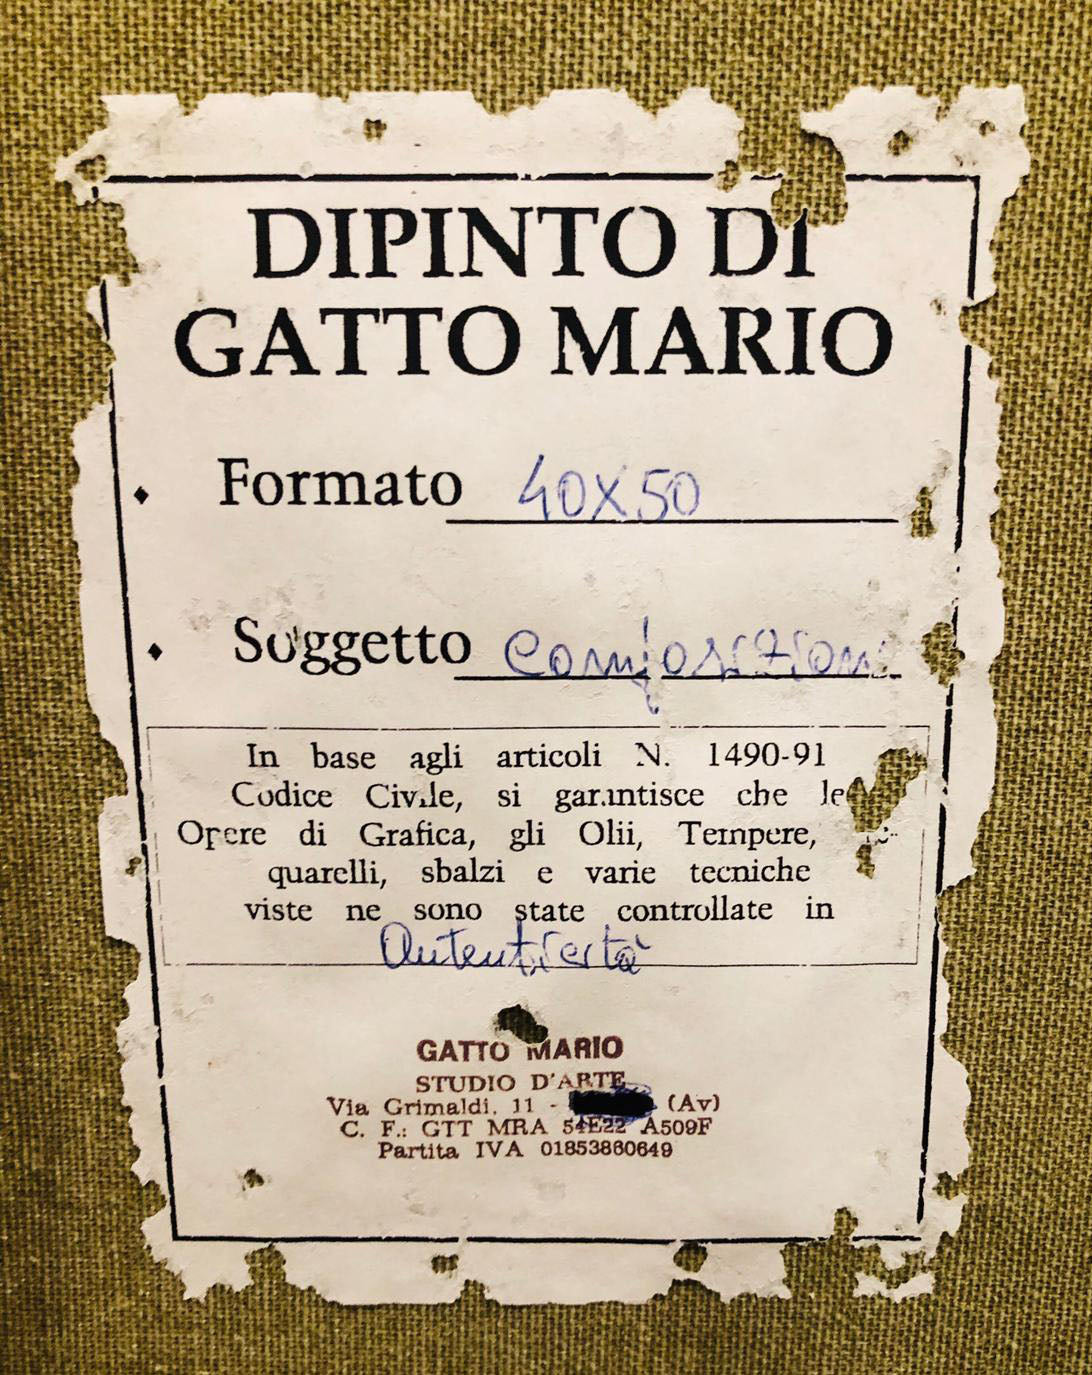 DIPINTO DI
GATTO MARIO
Formato 40X50
Soggetto Composizione
In base agli articoli N. 1490-91
Codice Civile, si garantisce che le
Opere di Grafica, gli Olii, Tempere,
quarelli, sbalzi e varie tecniche
viste ne sono state controllate in
Autenticità
GATTO MARIO
STUDIO D'ARTE
Via Grimaldi, 11 - (Av)
C. F.: GTT MRA 54E22 A509F
Partita IVA 01853860649